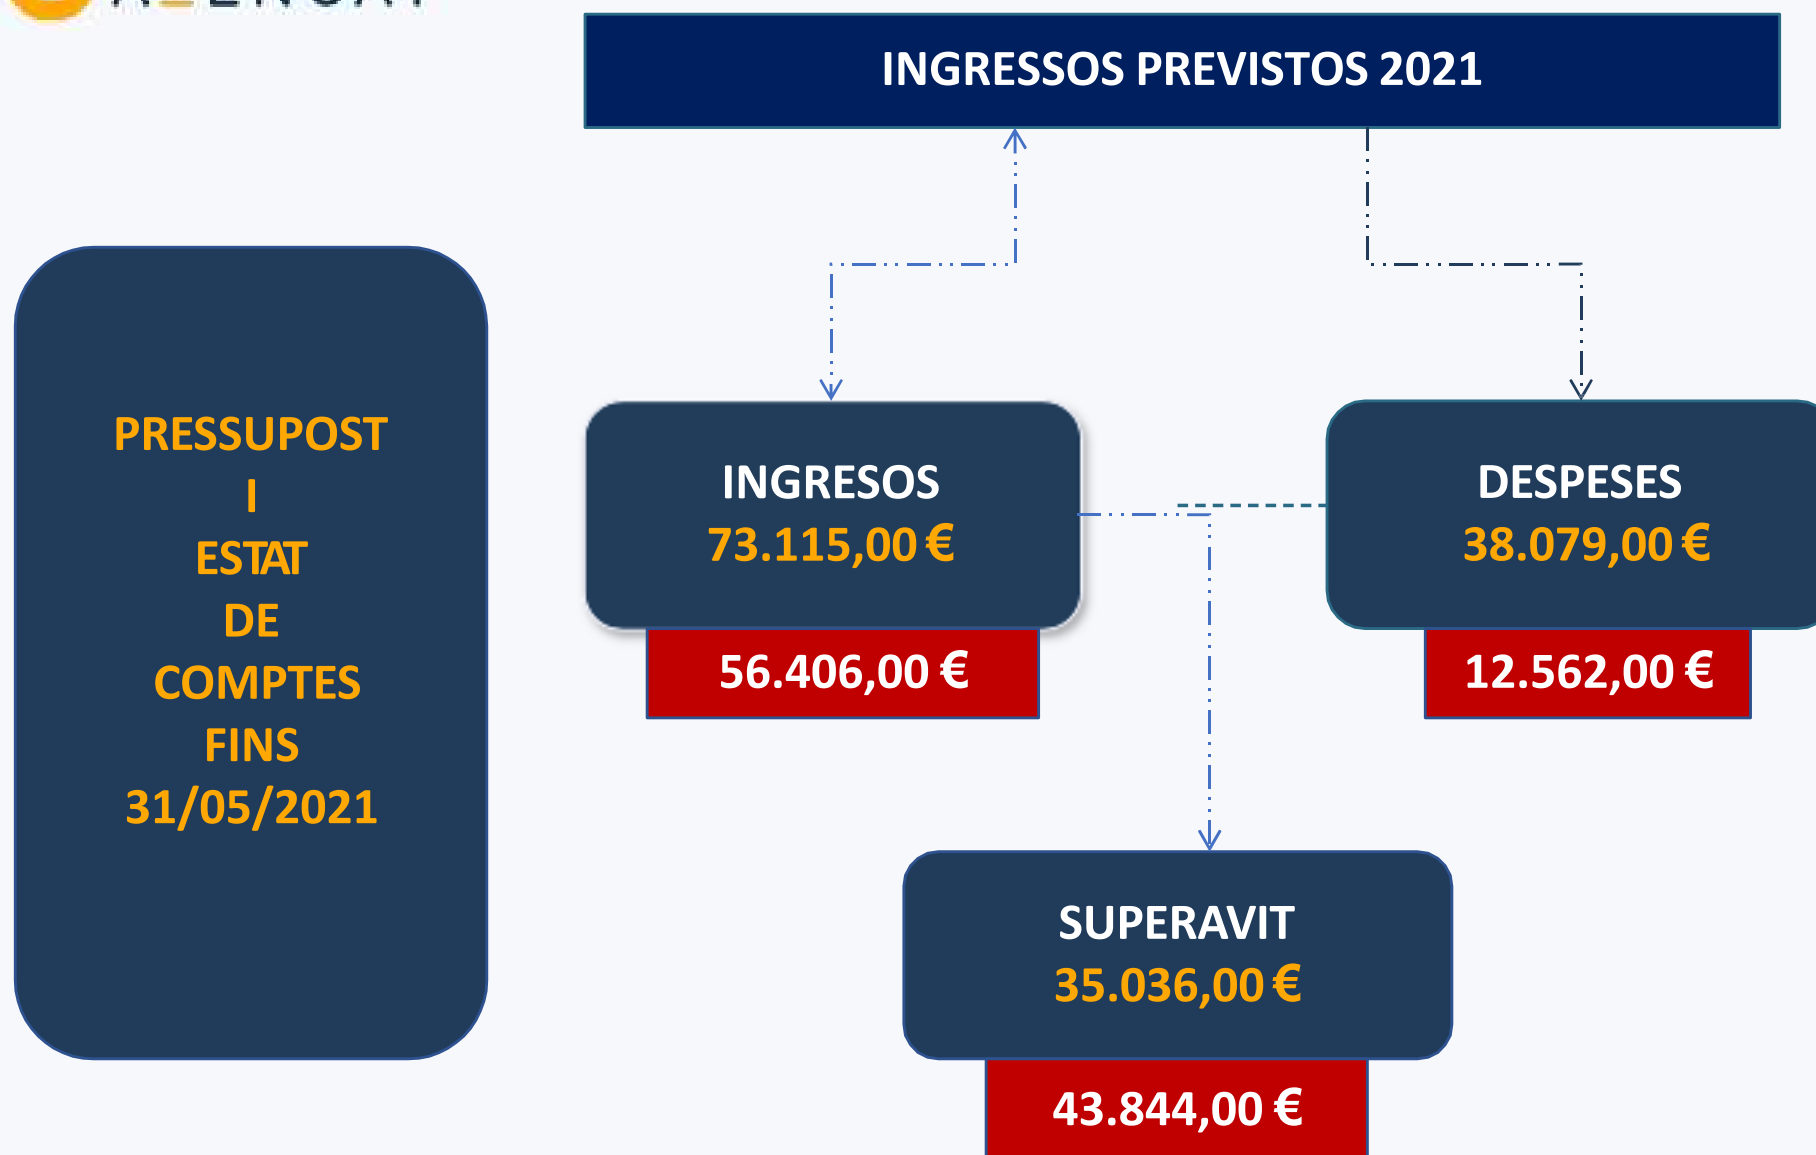 INGRESSOS PREVISTOS 2021
PRESSUPOST
I
ESTAT
DE
COMPTES
FINS
31/05/2021
INGRESOS
73.115,00 €
56.406,00 €
DESPESES
38.079,00 €
12.562,00 €
SUPERAVIT
35.036,00 €
43.844,00 €